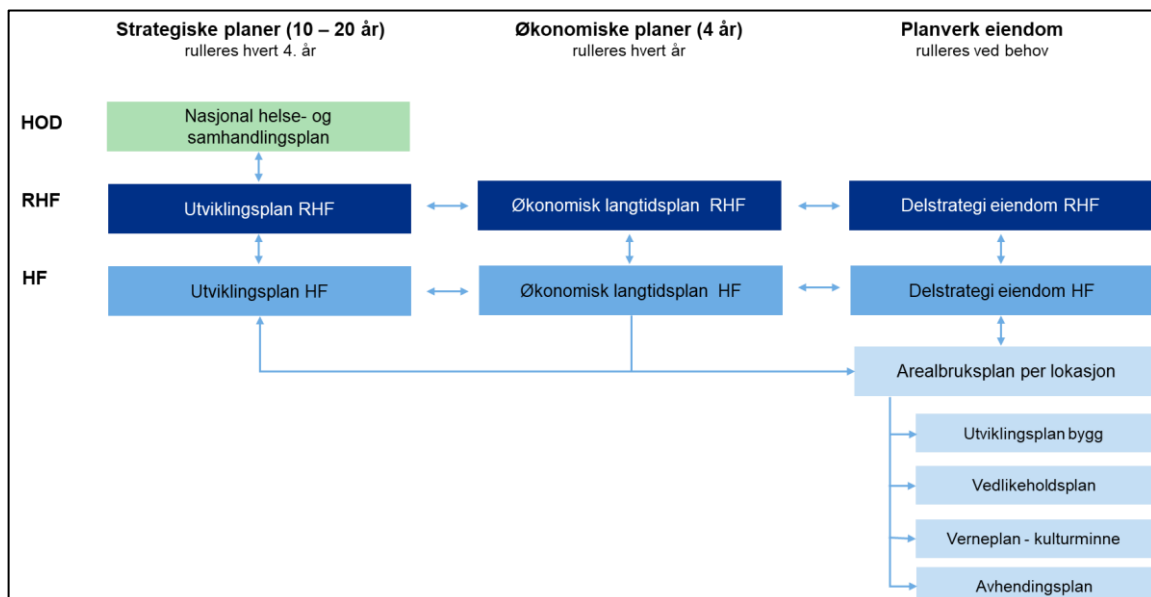 Strategiske planer (10 – 20 år)
rulleres hvert 4. år
Økonomiske planer (4 år)
rulleres hvert år
Planverk eiendom
rulleres ved behov
HOD
Nasjonal helse- og
samhandlingsplan
RHF
Utviklingsplan RHF
Økonomisk langtidsplan RHF
Delstrategi eiendom RHF
HF
Utviklingsplan HF
Økonomisk langtidsplan HF
Delstrategi eiendom HF
Arealbruksplan per lokasjon
Utviklingsplan bygg
Vedlikeholdsplan
Verneplan - kulturminne
Avhendingsplan